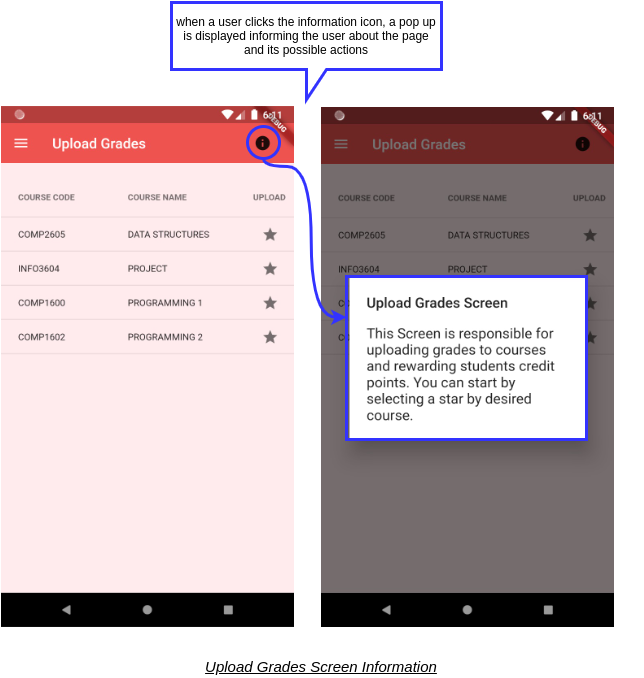 when a user clicks the information icon, a pop up
is displayed informing the user about the page
and its possible actions
6:11
DEBUG
Upload Grades
COURSE CODE COURSE NAME UPLOAD
COMP2605 DATA STRUCTURES
INFO3604 PROJECT
COMP1600 PROGRAMMING 1
COMP1602 PROGRAMMING 2
6:11
DEBUG
Upload Grades
COURSE CODE COURSE NAME UPLOAD
COMP2605 DATA STRUCTURES
INFO3604 PROJECT
Upload Grades Screen
This Screen is responsible for
uploading grades to courses
and rewarding students credit
points. You can start by
selecting a star by desired
course.
Upload Grades Screen Information